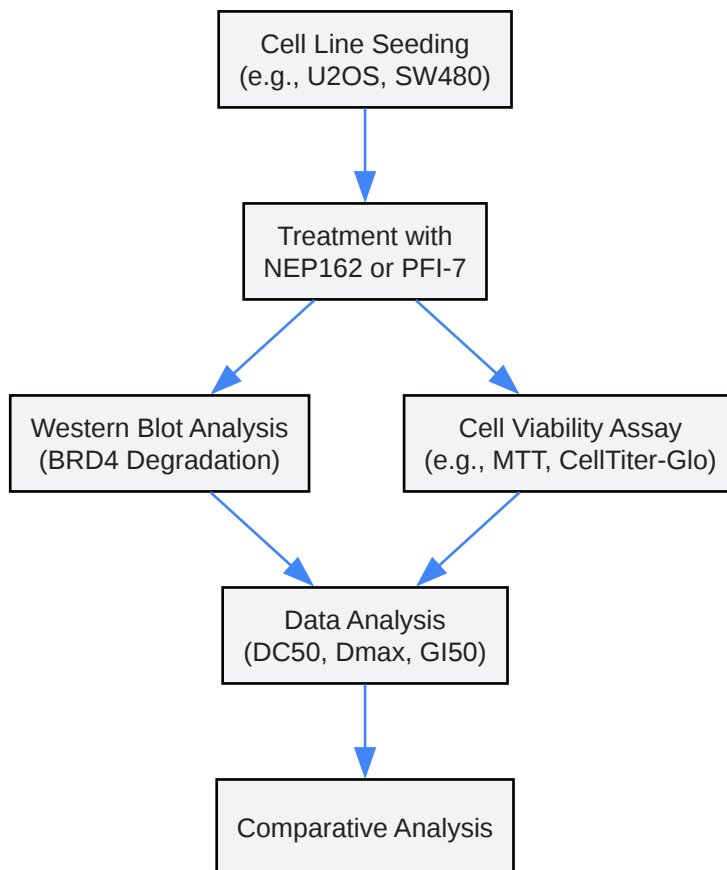 Cell Line Seeding
(e.g., U2OS, SW480)
Treatment with
NEP162 or PFI-7
Western Blot Analysis
(BRD4 Degradation)
Cell Viability Assay
(e.g., MTT, CellTiter-Glo)
Data Analysis
(DC50, Dmax, GI50)
Comparative Analysis